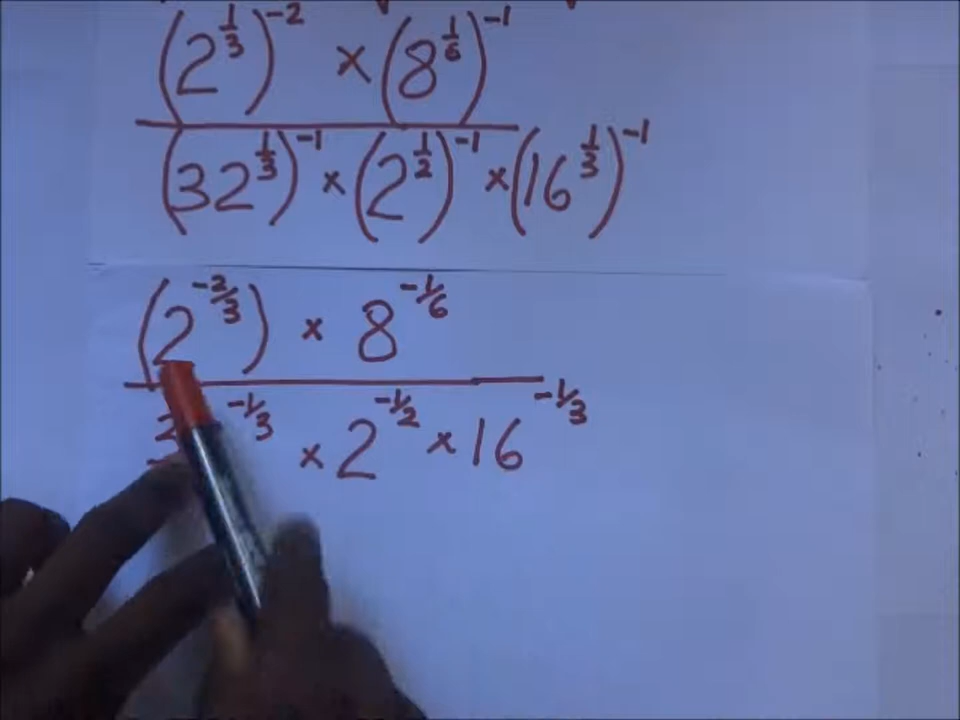 (2^{1/3})^{-2} × (8^{1/6})^{-1}
(32^{1/3})^{-1} × (2^{1/2})^{-1} × (16^{1/3})^{-1}
(2^{-2/3}) × 8^{-1/6}
3 ^{-1/3} × 2^{-1/2} × 16^{-1/3}